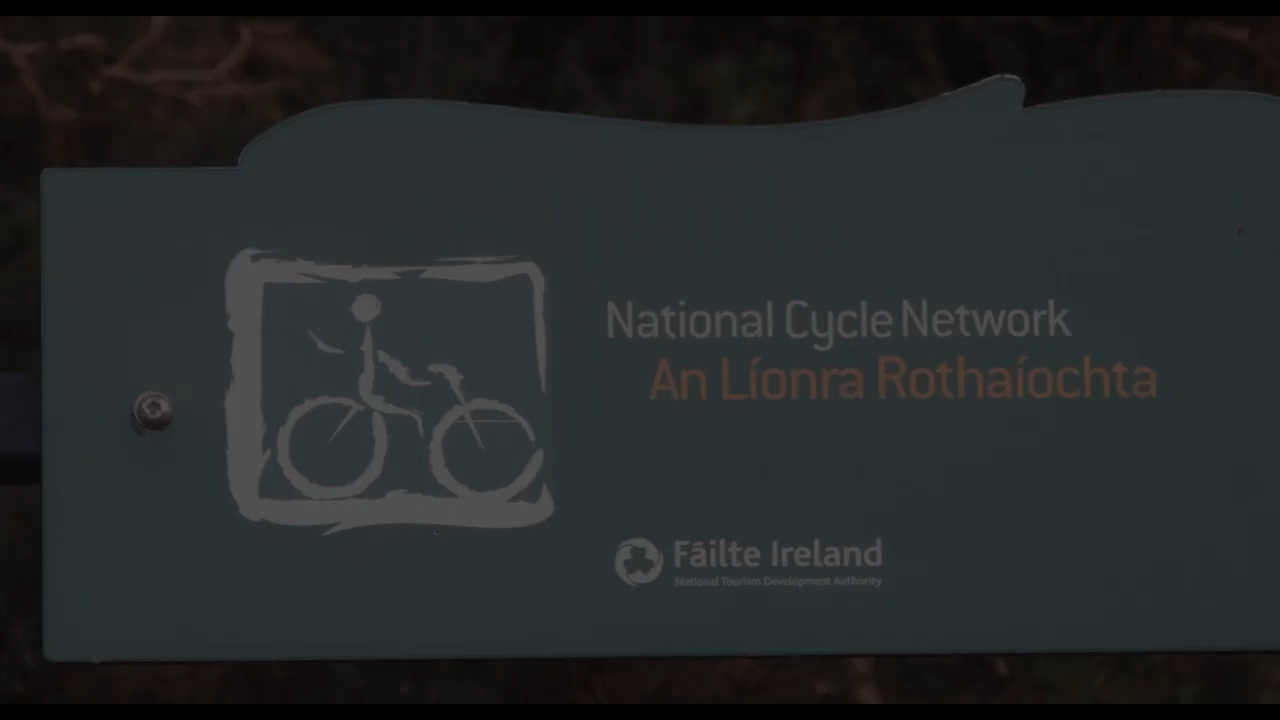 National Cycle Network
An Líonra Rothaíochta
Fáilte Ireland
National Tourism Development Authority